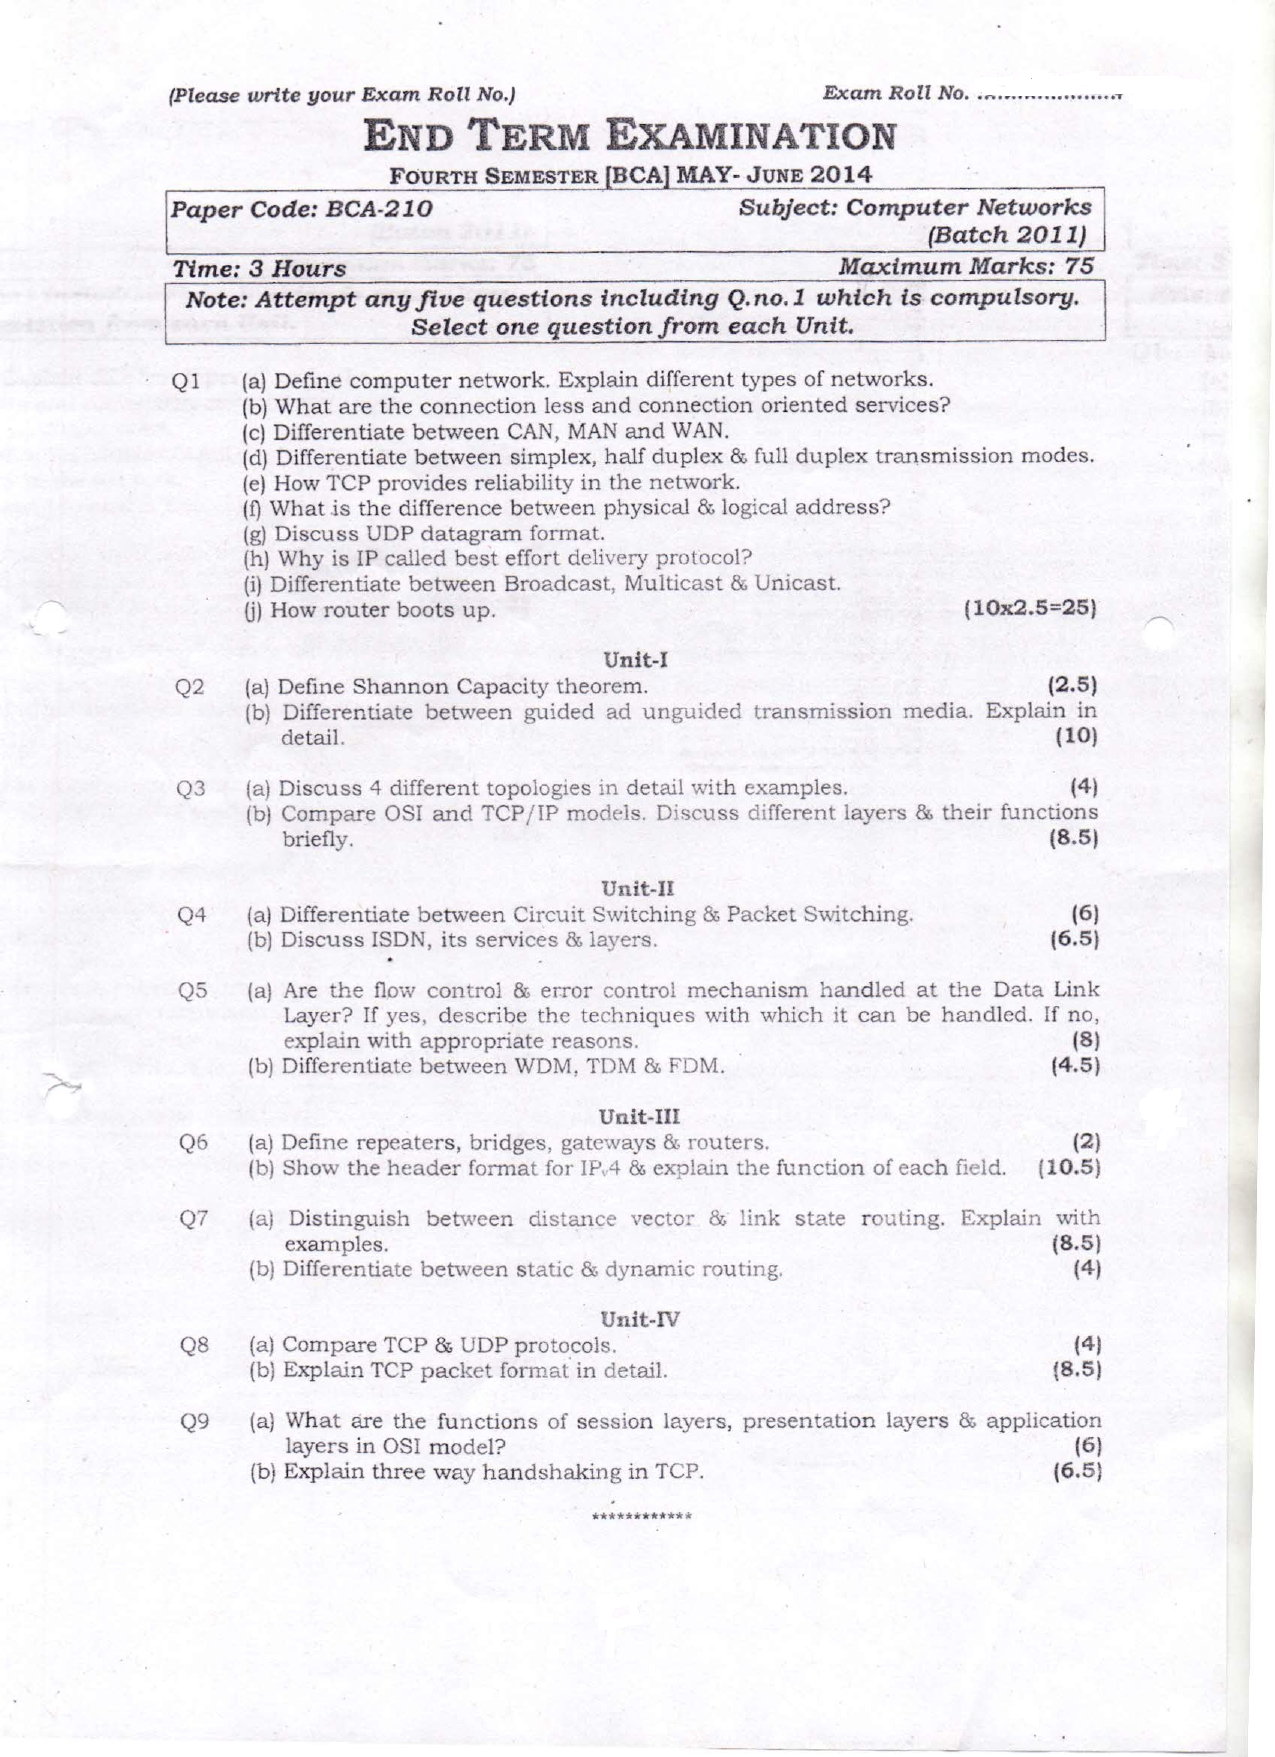 (Please write your Exam Roll No.) Exam Roll No. .....................
END TERM EXAMINATION
FOURTH SEMESTER [BCA] MAY- JUNE 2014
Paper Code: BCA-210 Subject: Computer Networks
(Batch 2011)
Time: 3 Hours Maximum Marks: 75
Note: Attempt any five questions including Q.no.1 which is compulsory.
Select one question from each Unit.
Q1 (a) Define computer network. Explain different types of networks.
(b) What are the connection less and connection oriented services?
(c) Differentiate between CAN, MAN and WAN.
(d) Differentiate between simplex, half duplex & full duplex transmission modes.
(e) How TCP provides reliability in the network.
(f) What is the difference between physical & logical address?
(g) Discuss UDP datagram format.
(h) Why is IP called best effort delivery protocol?
(i) Differentiate between Broadcast, Multicast & Unicast.
(j) How router boots up. (10x2.5=25)
Unit-I
Q2 (a) Define Shannon Capacity theorem. (2.5)
(b) Differentiate between guided ad unguided transmission media. Explain in
detail. (10)
Q3 (a) Discuss 4 different topologies in detail with examples. (4)
(b) Compare OSI and TCP/IP models. Discuss different layers & their functions
briefly. (8.5)
Unit-II
Q4 (a) Differentiate between Circuit Switching & Packet Switching. (6)
(b) Discuss ISDN, its services & layers. (6.5)
Q5 (a) Are the flow control & error control mechanism handled at the Data Link
Layer? If yes, describe the techniques with which it can be handled. If no,
explain with appropriate reasons. (8)
(b) Differentiate between WDM, TDM & FDM. (4.5)
Unit-III
Q6 (a) Define repeaters, bridges, gateways & routers. (2)
(b) Show the header format for IPv4 & explain the function of each field. (10.5)
Q7 (a) Distinguish between distance vector & link state routing. Explain with
examples. (8.5)
(b) Differentiate between static & dynamic routing. (4)
Unit-IV
Q8 (a) Compare TCP & UDP protocols. (4)
(b) Explain TCP packet format in detail. (8.5)
Q9 (a) What are the functions of session layers, presentation layers & application
layers in OSI model? (6)
(b) Explain three way handshaking in TCP. (6.5)
************